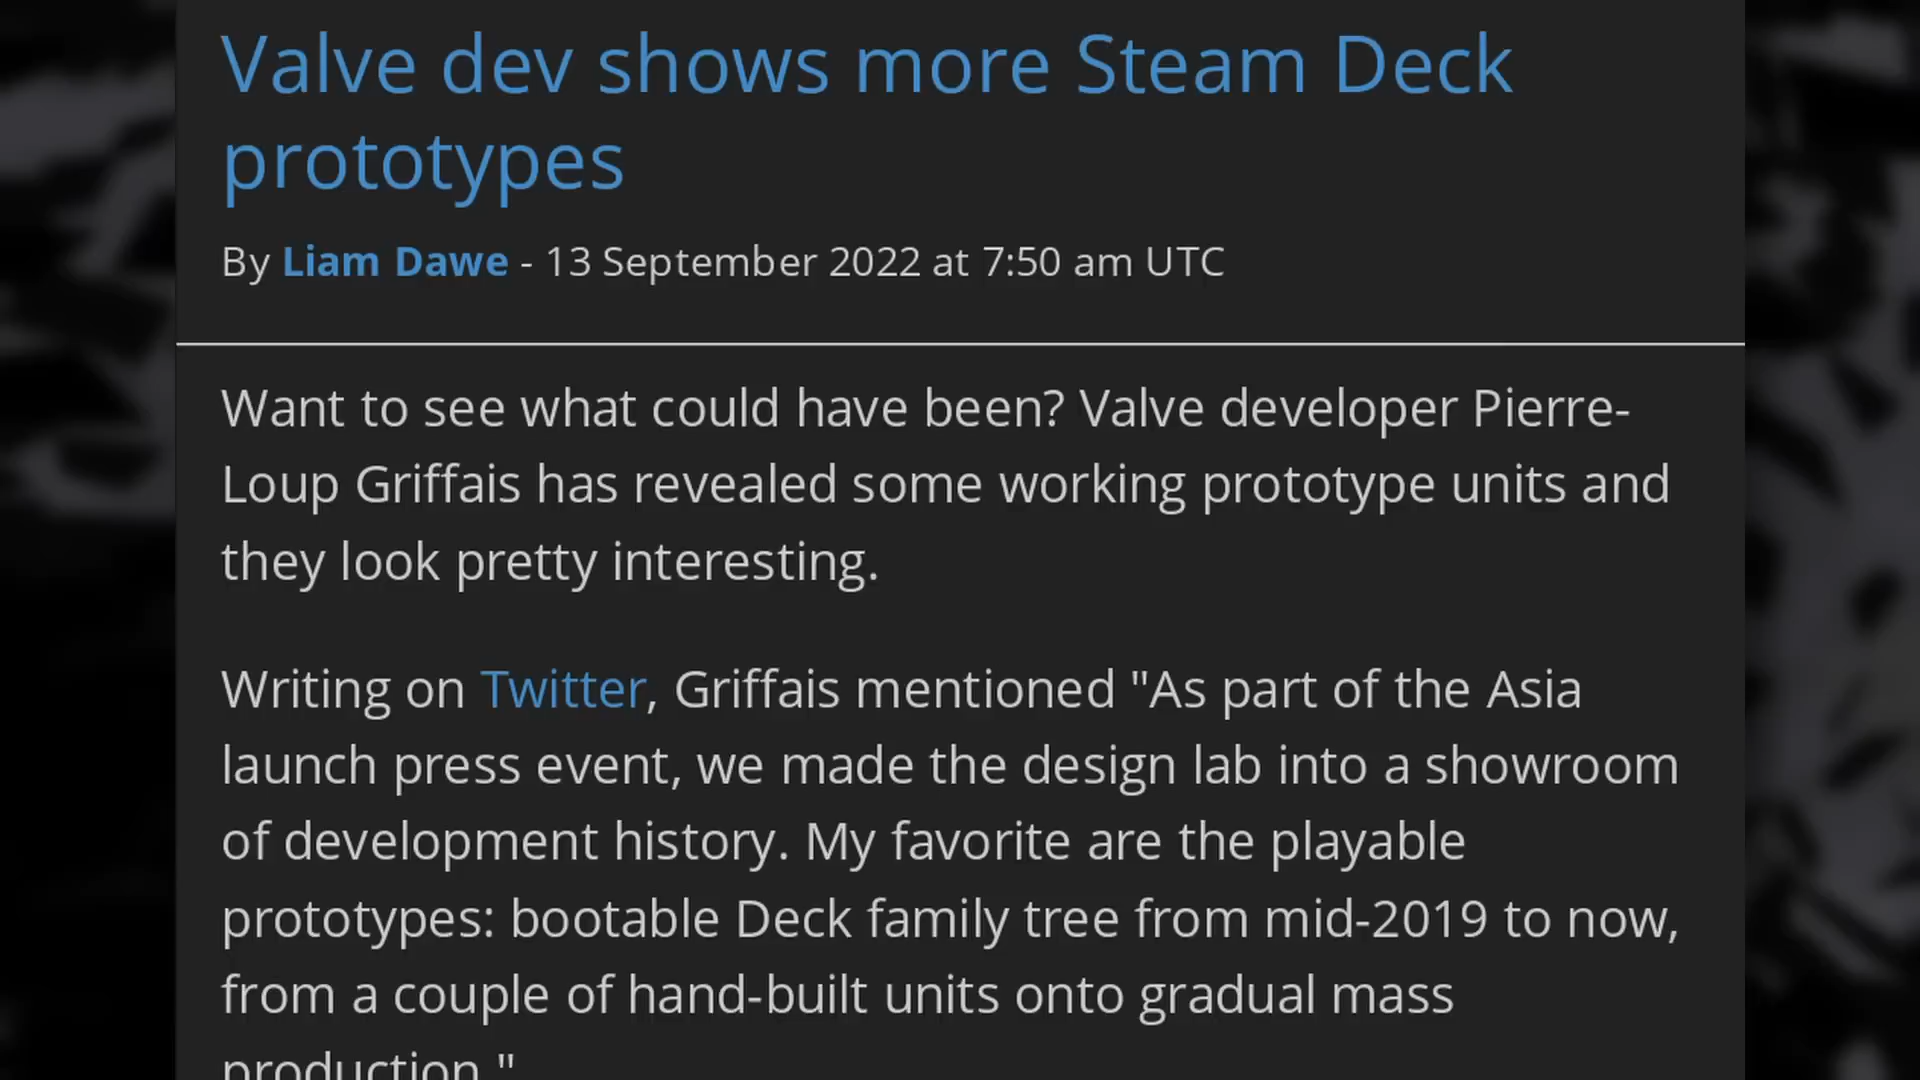 Valve dev shows more Steam Deck
prototypes
By Liam Dawe - 13 September 2022 at 7:50 am UTC
Want to see what could have been? Valve developer Pierre-
Loup Griffais has revealed some working prototype units and
they look pretty interesting.
Writing on Twitter, Griffais mentioned "As part of the Asia
launch press event, we made the design lab into a showroom
of development history. My favorite are the playable
prototypes: bootable Deck family tree from mid-2019 to now,
from a couple of hand-built units onto gradual mass
production."